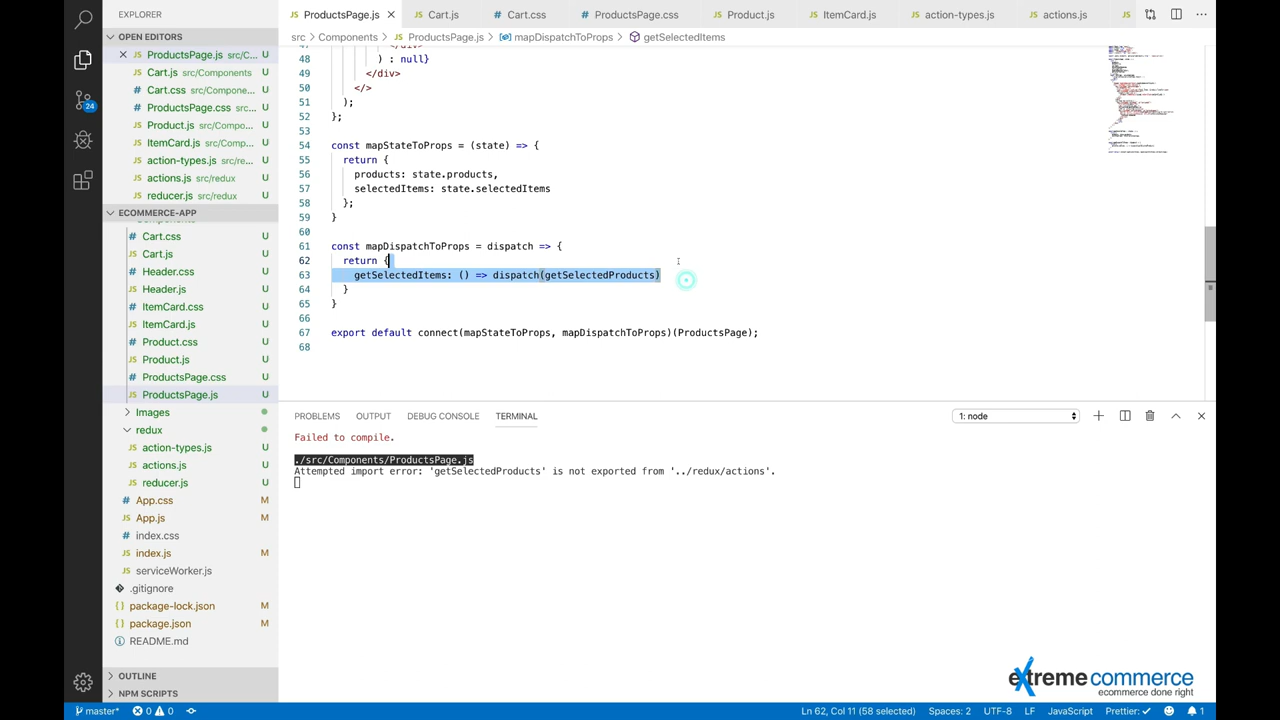 EXPLORER
ProductsPage.js
Cart.js
Cart.css
ProductsPage.css
Product.js
ItemCard.js
action-types.js
actions.js
OPEN EDITORS
ProductsPage.js src/C... U
Cart.js src/Components U
Cart.css src/Compone... U
ProductsPage.css src... U
Product.js src/Compo... U
ItemCard.js src/Comp... U
action-types.js src/re... U
actions.js src/redux U
reducer.js src/redux U
ECOMMERCE-APP
Cart.css U
Cart.js U
Header.css U
Header.js U
ItemCard.css U
ItemCard.js U
Product.css U
Product.js U
ProductsPage.css U
ProductsPage.js U
Images
redux
action-types.js U
actions.js U
reducer.js U
App.css M
App.js M
index.css
index.js M
serviceWorker.js
.gitignore
package-lock.json M
package.json M
README.md
OUTLINE
NPM SCRIPTS
24
src > Components > ProductsPage.js > mapDispatchToProps > getSelectedItems
48 ) : null}
49 </div>
50 </>
51 );
52 };
53
54 const mapStateToProps = (state) => {
55 return {
56 products: state.products,
57 selectedItems: state.selectedItems
58 };
59 }
60
61 const mapDispatchToProps = dispatch => {
62 return {
63 getSelectedItems: () => dispatch(getSelectedProducts)
64 }
65 }
66
67 export default connect(mapStateToProps, mapDispatchToProps)(ProductsPage);
68
PROBLEMS OUTPUT DEBUG CONSOLE TERMINAL 1: node
Failed to compile.
./src/Components/ProductsPage.js
Attempted import error: 'getSelectedProducts' is not exported from '../redux/actions'.
extreme commerce
ecommerce done right
master* 0 0 Ln 62, Col 11 (58 selected) Spaces: 2 UTF-8 LF JavaScript Prettier: ✓ 1